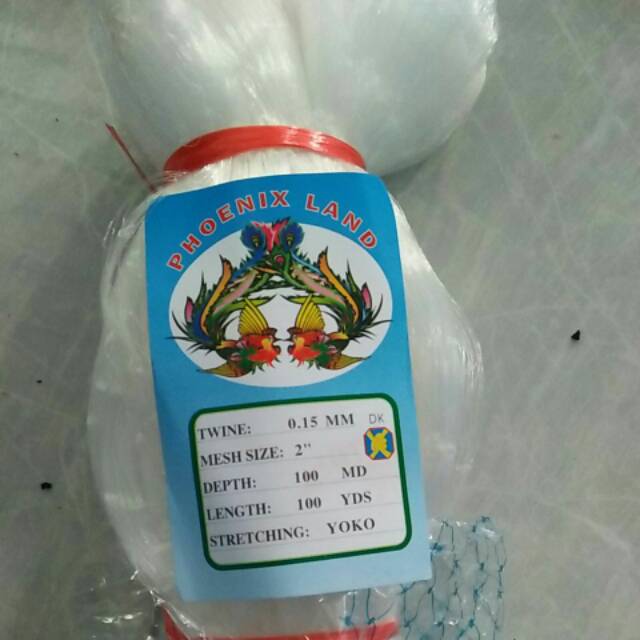 PHOENIX LAND
TWINE: 0.15 MM DK
MESH SIZE: 2"
DEPTH: 100 MD
LENGTH: 100 YDS
STRETCHING: YOKO